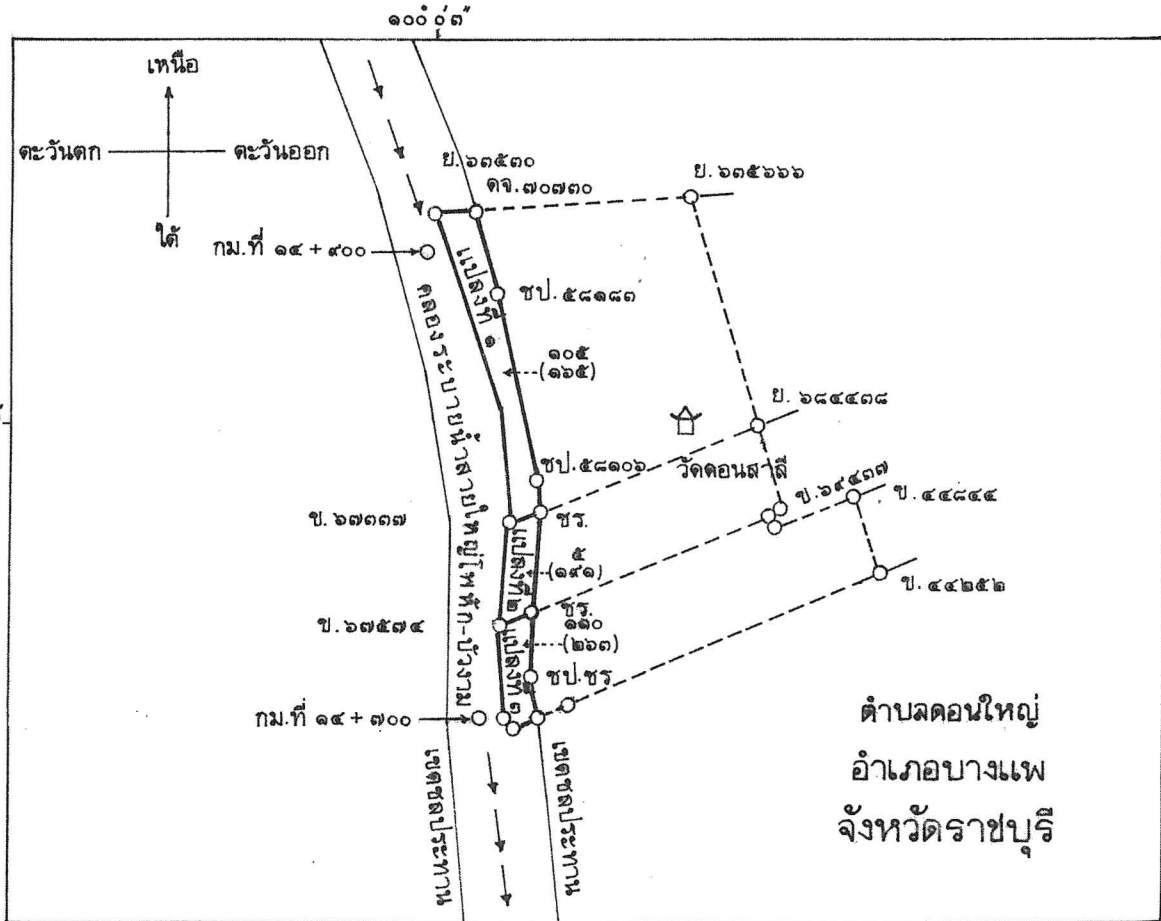 ๑๐๐° ๐' ๓"
เหนือ
ตะวันตก
ตะวันออก
ใต้
ย. ๖๓๕๓๐
ดจ. ๗๐๗๓๐
ย. ๖๓๕๖๖๖
กม.ที่ ๑๔ + ๙๐๐
แปลงที่ ๑
ชป. ๕๘๑๘๓
คลองระบายน้ำสายใหญ่โพหัก-บัวงาม
๑๐๕
(๑๖๕)
ย. ๖๘๔๔๓๘
วัดดอนสาลี
ชป. ๕๘๑๐๖
ข. ๖๗๓๓๗
ชร.
ข. ๖๙๔๓๗
ข. ๔๔๘๔๔
แปลงที่ ๒
๕
(๑๙๑)
ข. ๔๔๒๕๒
ข. ๖๗๕๗๔
ชร.
๑๑๐
(๒๖๓)
แปลงที่ ๓
ชป. ชร
กม.ที่ ๑๔ + ๗๐๐
เขตชลประทาน
เขตชลประทาน
ตำบลดอนใหญ่
อำเภอบางแพ
จังหวัดราชบุรี